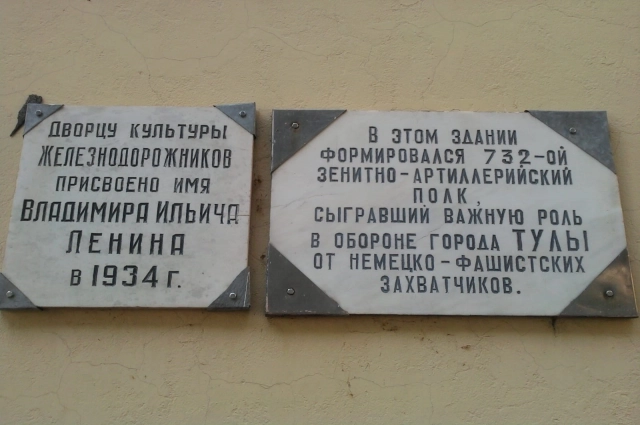 ДВОРЦУ КУЛЬТУРЫ
ЖЕЛЕЗНОДОРОЖНИКОВ
ПРИСВОЕНО ИМЯ
ВЛАДИМИРА ИЛЬИЧА
ЛЕНИНА
В 1934 Г.
В ЭТОМ ЗДАНИИ
ФОРМИРОВАЛСЯ 732-ОЙ
ЗЕНИТНО-АРТИЛЛЕРИЙСКИЙ
ПОЛК,
СЫГРАВШИЙ ВАЖНУЮ РОЛЬ
В ОБОРОНЕ ГОРОДА ТУЛЫ
ОТ НЕМЕЦКО-ФАШИСТСКИХ
ЗАХВАТЧИКОВ.